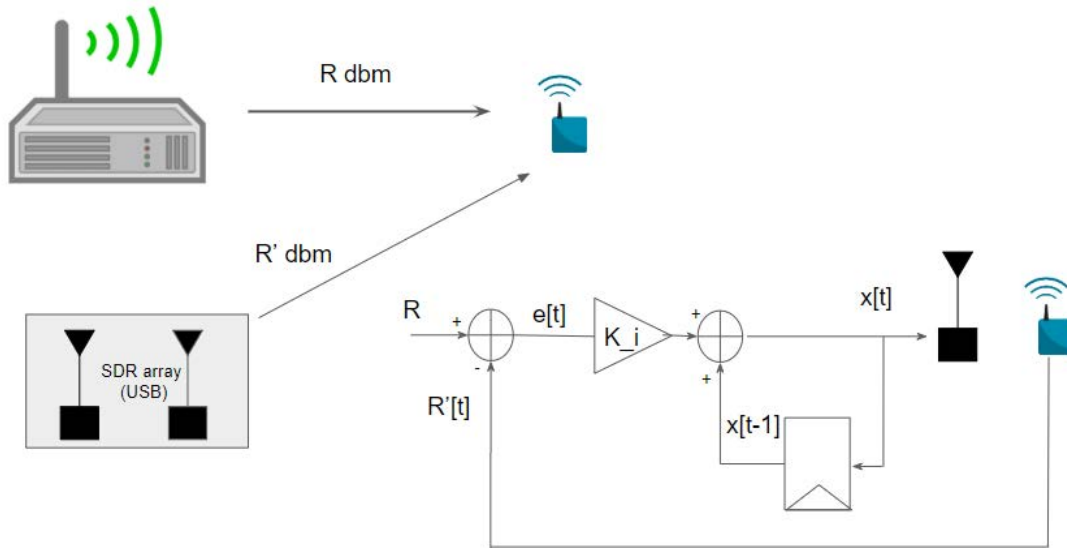 R dbm
R' dbm
SDR array
(USB)
R
+
-
e[t]
K_i
+
+
x[t]
R'[t]
x[t-1]